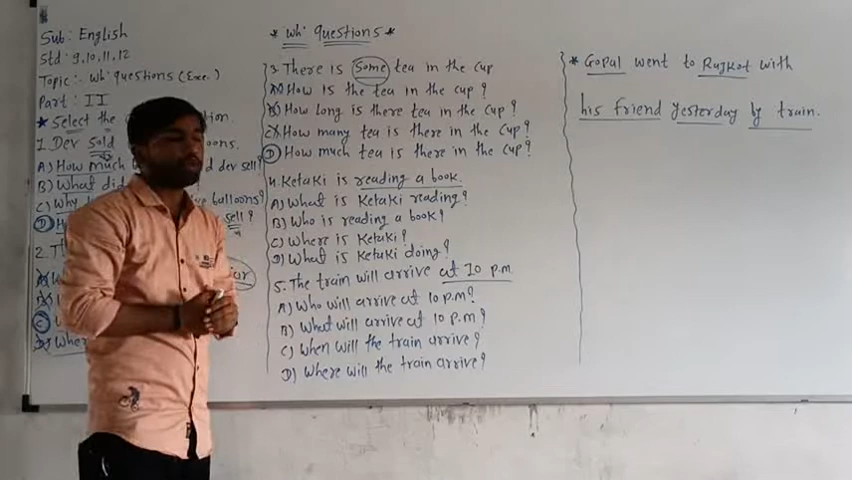 Sub: English
Std: 9,10,11,12
Topic:- Wh' questions (Exe.)
Part: II
★ Select the
1. Dev Sold
A) How much dev sell?
B) What did
C) Why balloons?
D) sell?
2.
* 'Wh' Questions *
3. There is Some tea in the cup
A) How is the tea in the cup?
B) How long is there tea in the cup?
C) How many tea is there in the cup?
D) How much tea is there in the cup?
4. Ketaki is reading a book.
A) What is Ketaki reading?
B) Who is reading a book?
C) Where is Ketaki?
D) What is Ketaki doing?
5. The train will arrive at 10 p.m
A) Who will arrive at 10 p.m?
B) What will arrive at 10 p.m?
C) When will the train arrive?
D) Where will the train arrive?
* Gopal went to Rajkot with
his friend yesterday by train.